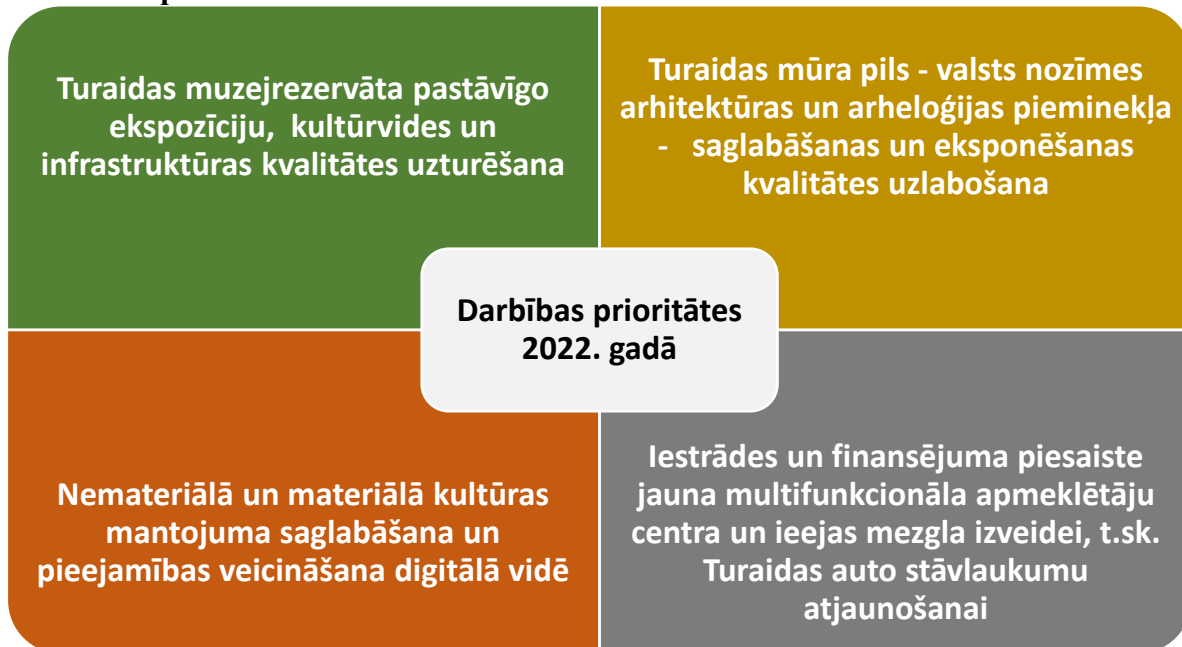 Turaidas muzejrezervāta pastāvīgo
ekspozīciju, kultūrvides un
infrastruktūras kvalitātes uzturēšana
Turaidas mūra pils - valsts nozīmes
arhitektūras un arheloģijas pieminekļa
- saglabāšanas un eksponēšanas
kvalitātes uzlabošana
Darbības prioritātes
2022. gadā
Nemateriālā un materiālā kultūras
mantojuma saglabāšana un
pieejamības veicināšana digitālā vidē
Iestrādes un finansējuma piesaiste
jauna multifunkcionāla apmeklētāju
centra un ieejas mezgla izveidei, t.sk.
Turaidas auto stāvlaukumu
atjaunošanai